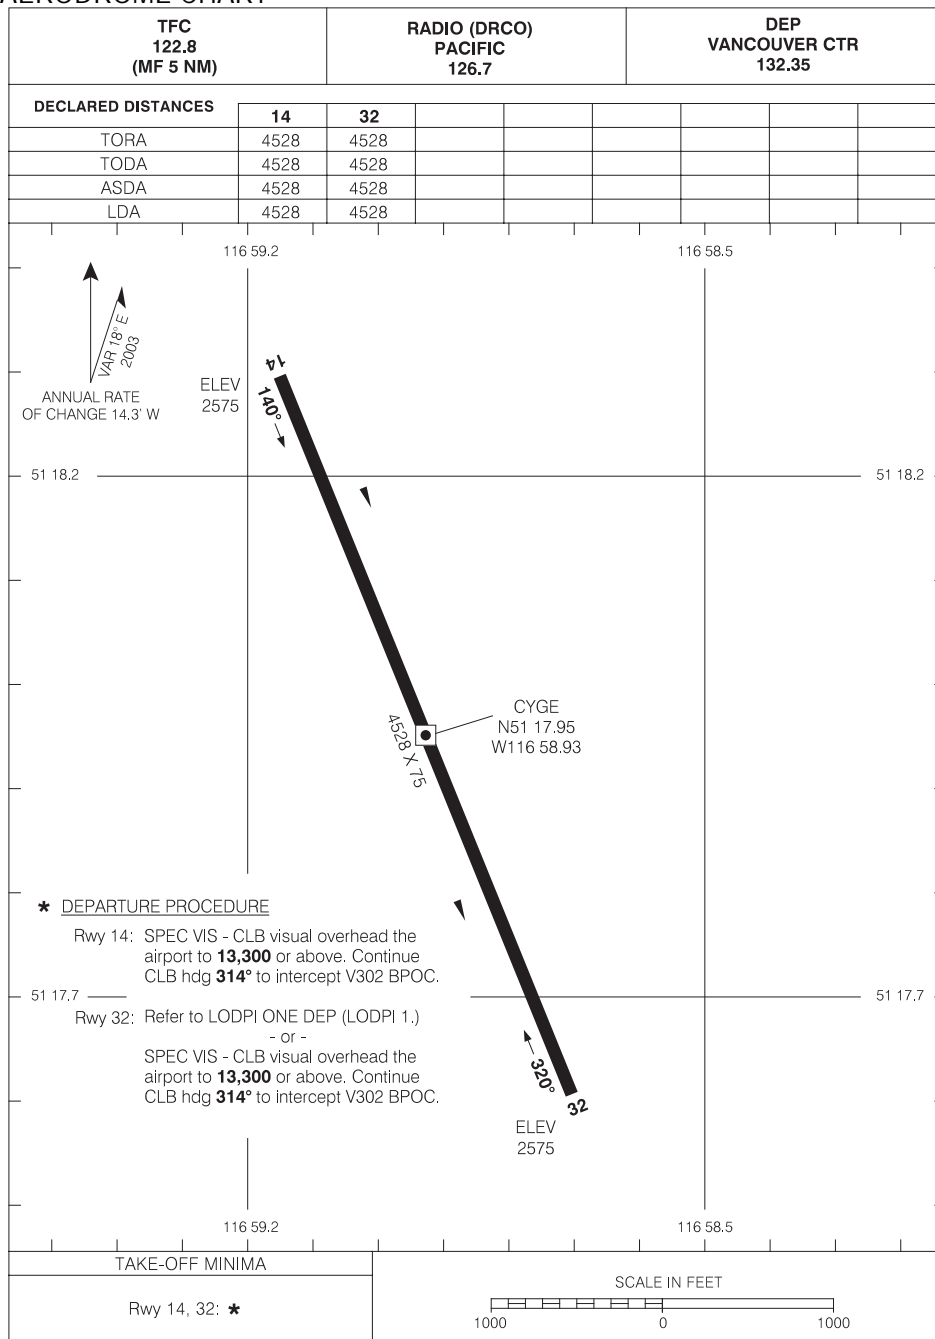 AERODROME CHART
TFC
122.8
(MF 5 NM)
RADIO (DRCO)
PACIFIC
126.7
DEP
VANCOUVER CTR
132.35
DECLARED DISTANCES 14 32
TORA 4528 4528
TODA 4528 4528
ASDA 4528 4528
LDA 4528 4528
116 59.2 116 58.5
VAR 18° E
2003
ANNUAL RATE
OF CHANGE 14.3' W
ELEV
2575
14
140°
51 18.2 51 18.2
4528 X 75
CYGE
N51 17.95
W116 58.93
* DEPARTURE PROCEDURE
Rwy 14: SPEC VIS - CLB visual overhead the
airport to 13,300 or above. Continue
CLB hdg 314° to intercept V302 BPOC.
51 17.7 51 17.7
Rwy 32: Refer to LODPI ONE DEP (LODPI 1.)
- or -
SPEC VIS - CLB visual overhead the
airport to 13,300 or above. Continue
CLB hdg 314° to intercept V302 BPOC.
320°
32
ELEV
2575
116 59.2 116 58.5
TAKE-OFF MINIMA
Rwy 14, 32: *
SCALE IN FEET
1000 0 1000